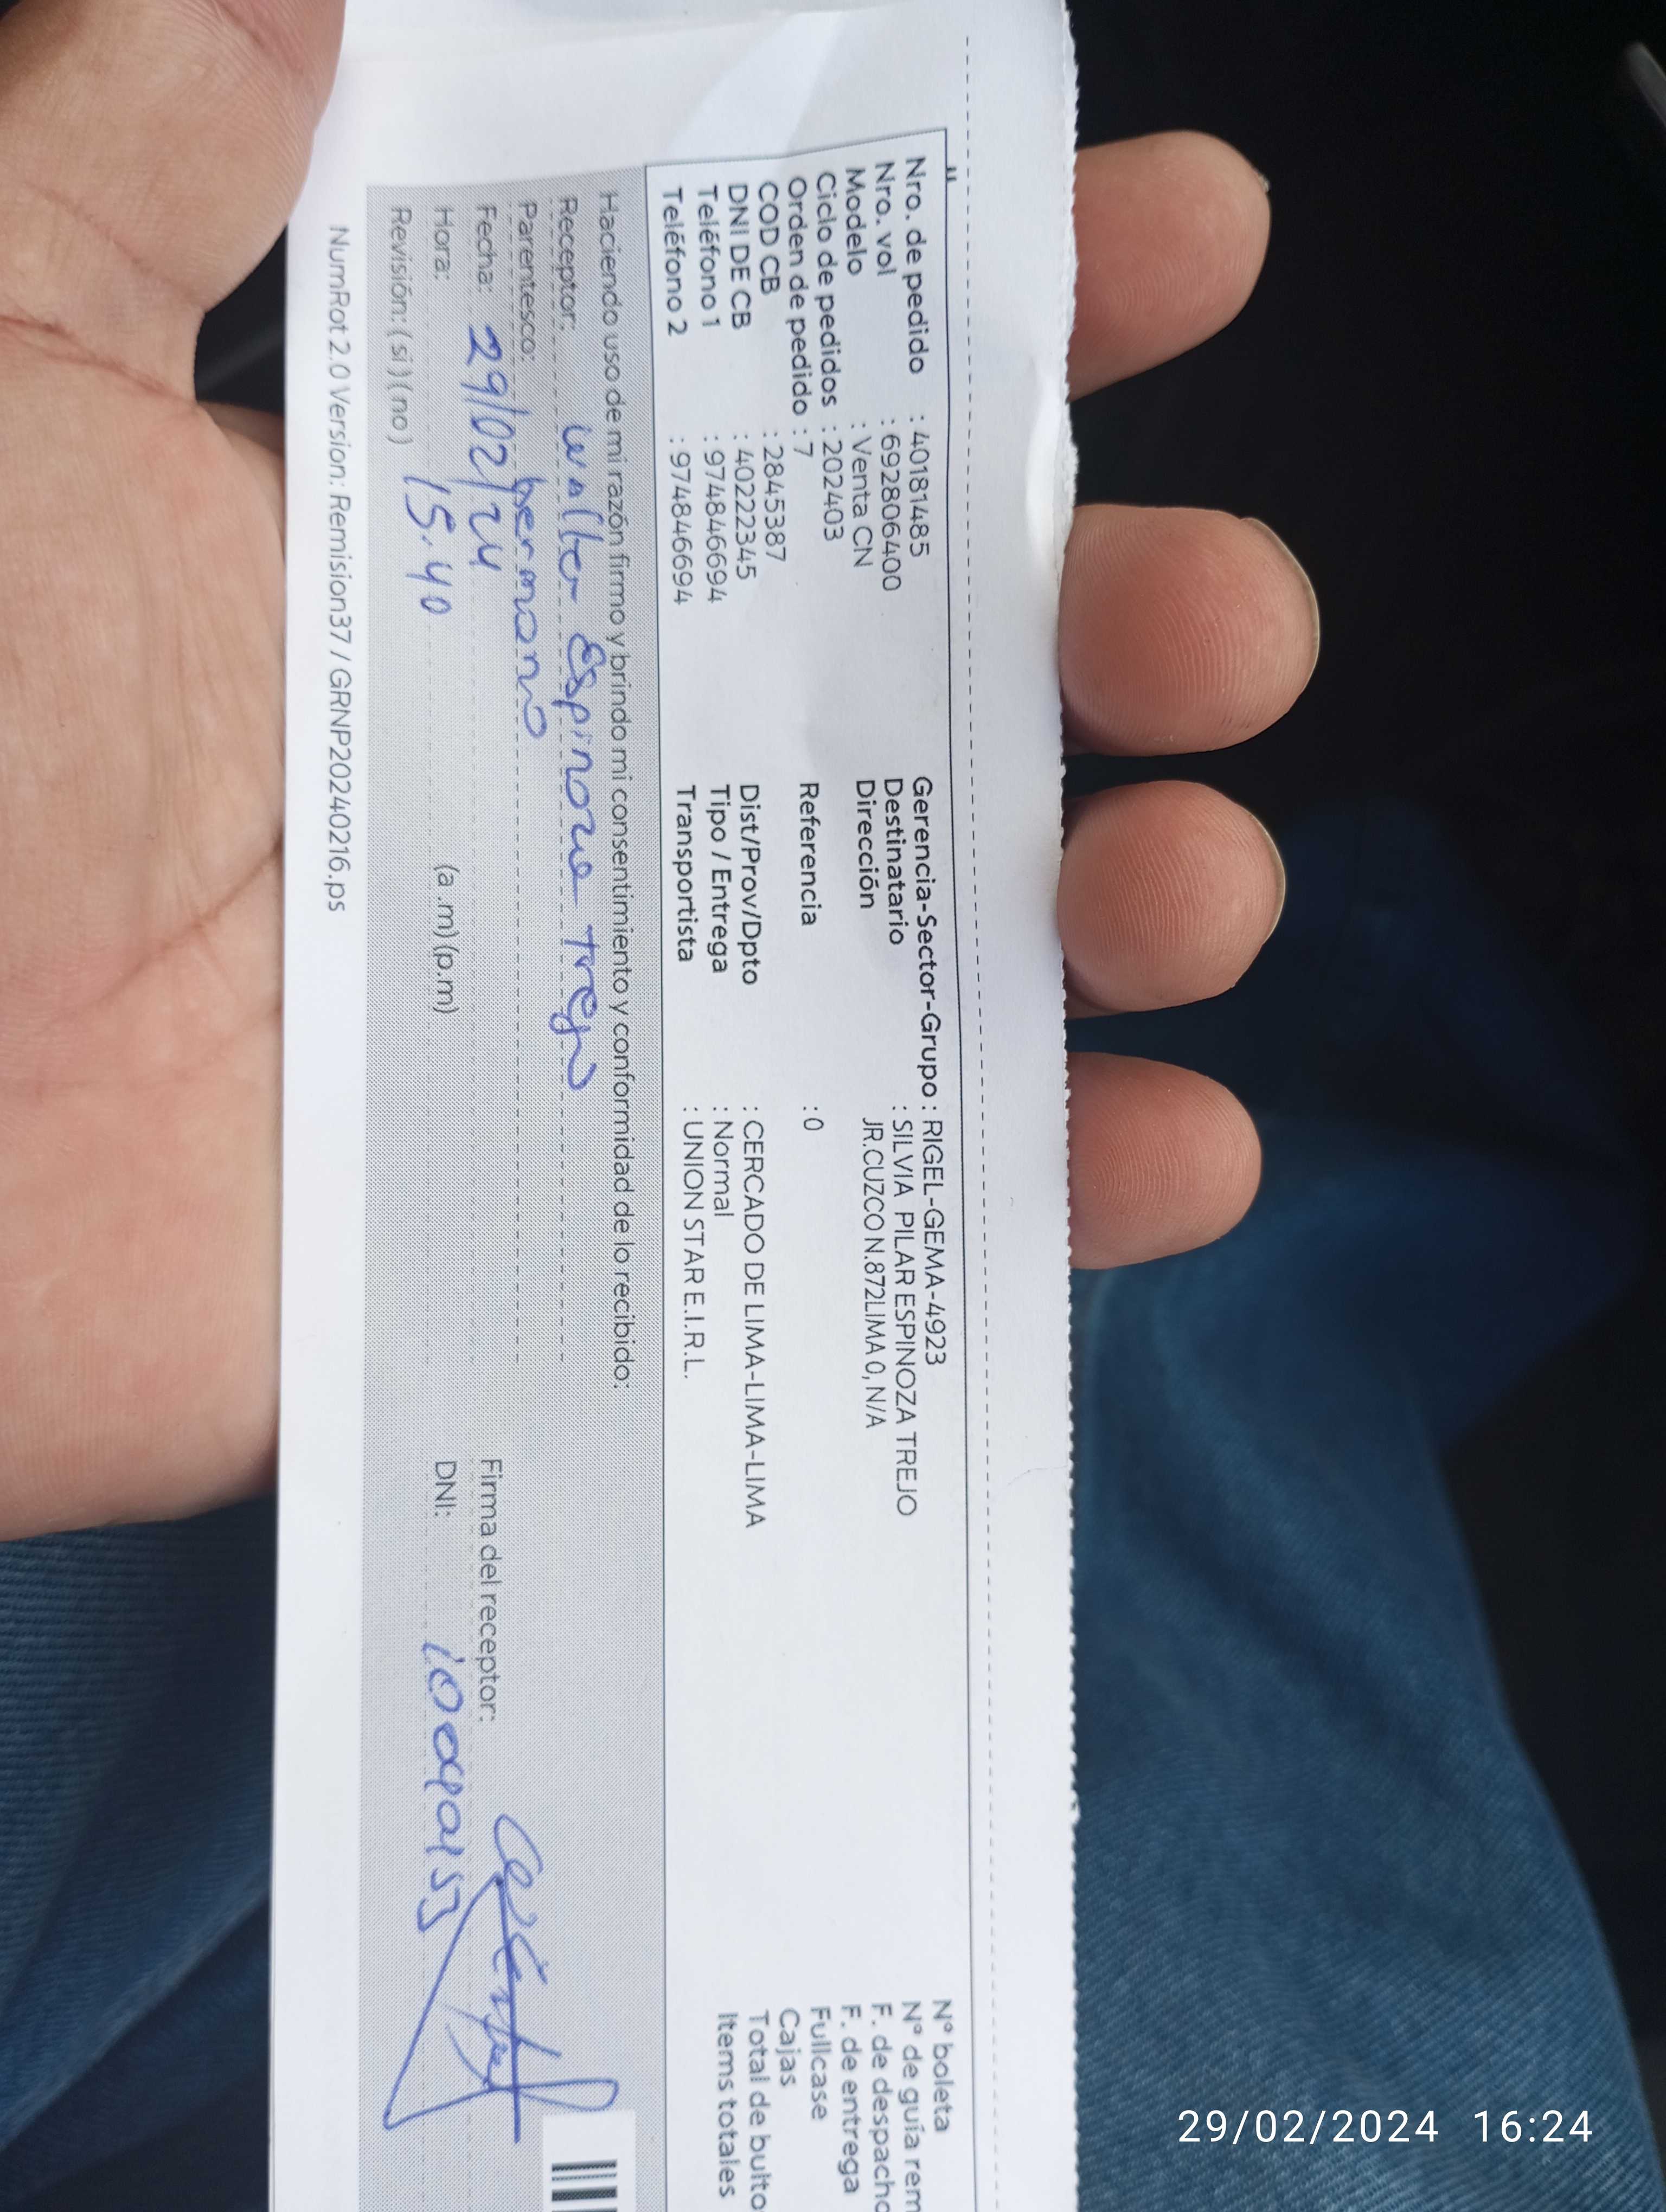 Nro. de pedido : 40181485
Nro. vol : 692806400
Modelo : Venta CN
Ciclo de pedidos : 202403
Orden de pedido : 7
COD CB : 2845387
DNI DE CB : 40222345
Teléfono 1 : 974846694
Teléfono 2 : 974846694
Gerencia-Sector-Grupo : RIGEL-GEMA-4923
Destinatario : SILVIA PILAR ESPINOZA TREJO
Dirección JR.CUZCO N.872LIMA 0, N/A
Referencia : 0
Dist/Prov/Dpto : CERCADO DE LIMA-LIMA-LIMA
Tipo / Entrega : Normal
Transportista : UNION STAR E.I.R.L.
N° boleta
N° de guía rem
F. de despacho
F. de entrega
Fullcase
Cajas
Total de bulto
Items totales
Haciendo uso de mi razón firmo y brindo mi consentimiento y conformidad de lo recibido:
Receptor: Walter Espinoza Trejo
Parentesco: hermano
Fecha: 29/02/24 Firma del receptor:
Hora: 15:40 (a.m)(p.m) DNI:
Revisión: (si) (no)
NumRot 2.0 Version: Remision37 / GRNP20240216.ps
29/02/2024 16:24